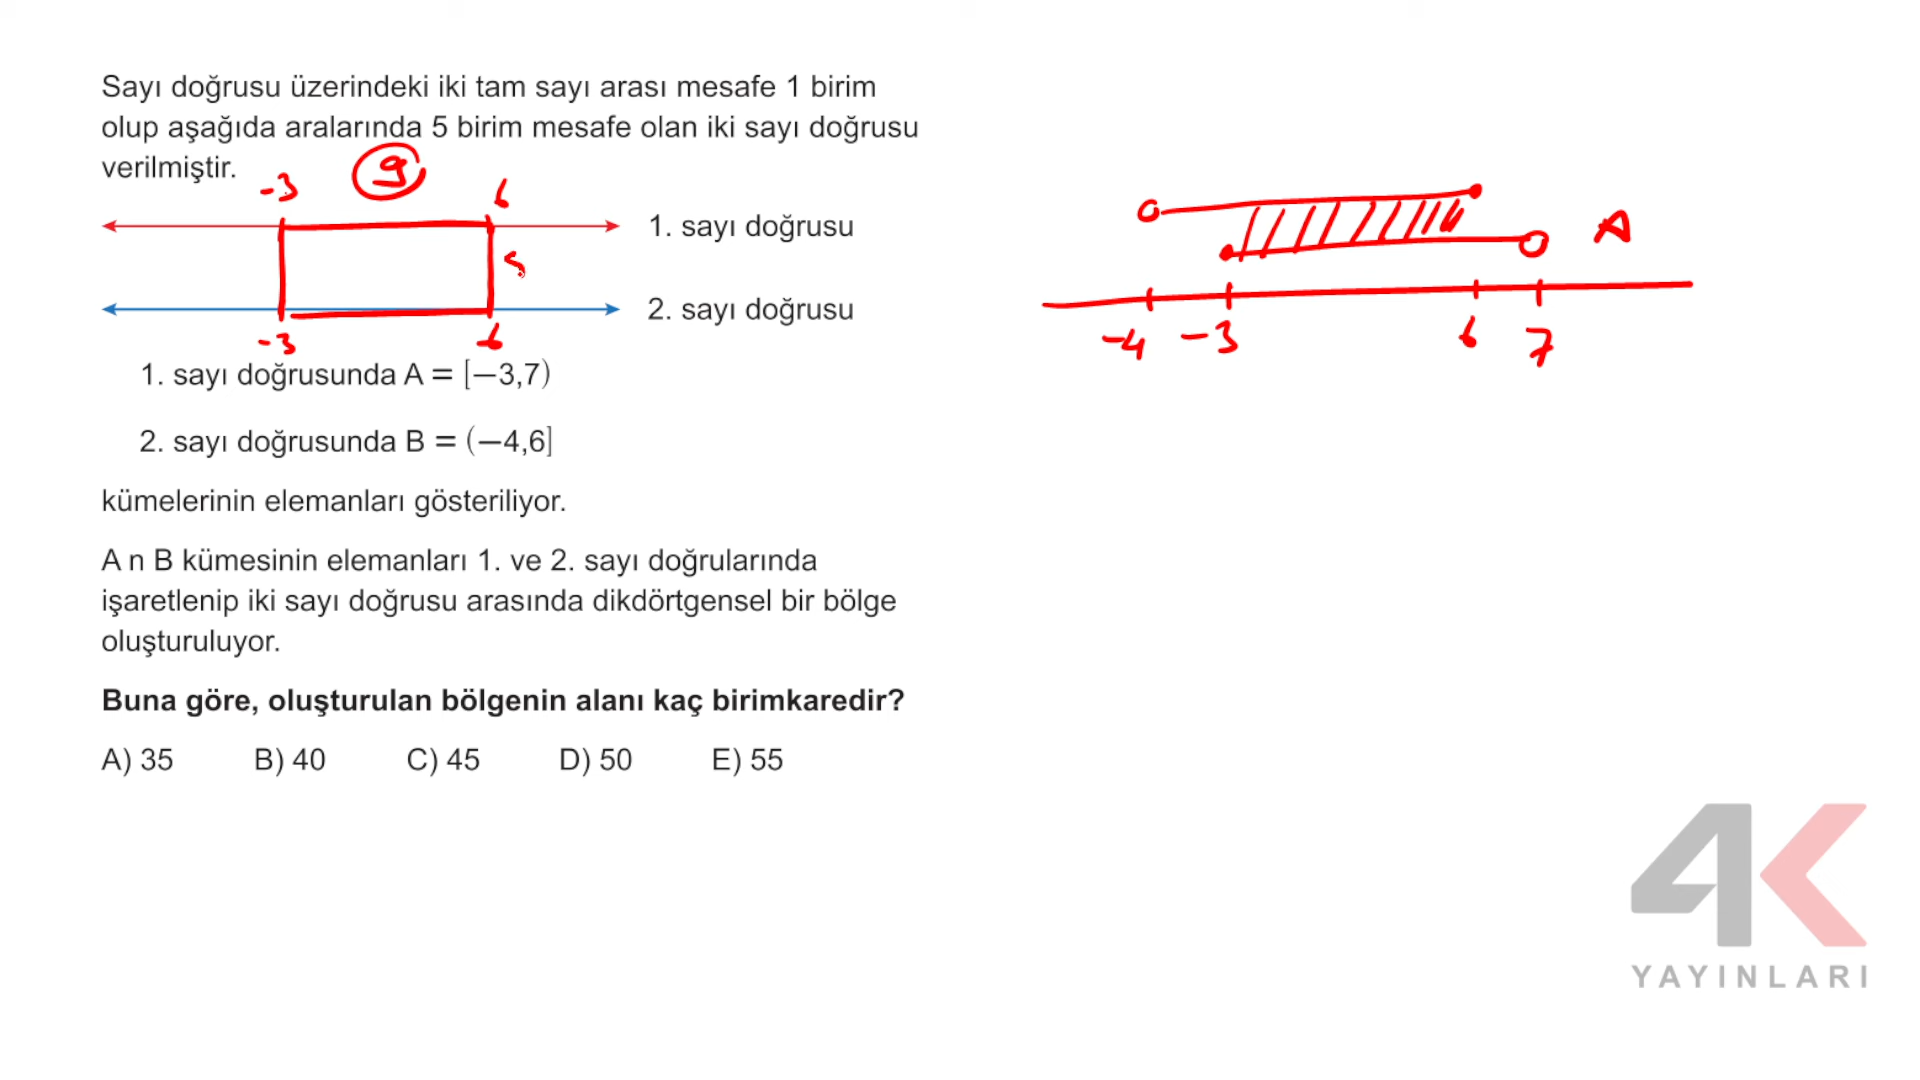 Sayı doğrusu üzerindeki iki tam sayı arası mesafe 1 birim
olup aşağıda aralarında 5 birim mesafe olan iki sayı doğrusu
verilmiştir.
-3 9 6
1. sayı doğrusu
5
2. sayı doğrusu
-3 6
1. sayı doğrusunda A = [−3,7)
2. sayı doğrusunda B = (−4,6]
kümelerinin elemanları gösteriliyor.
A n B kümesinin elemanları 1. ve 2. sayı doğrularında
işaretlenip iki sayı doğrusu arasında dikdörtgensel bir bölge
oluşturuluyor.
Buna göre, oluşturulan bölgenin alanı kaç birimkaredir?
A) 35 B) 40 C) 45 D) 50 E) 55
A
-4 -3 6 7
4K
YAYINLARI